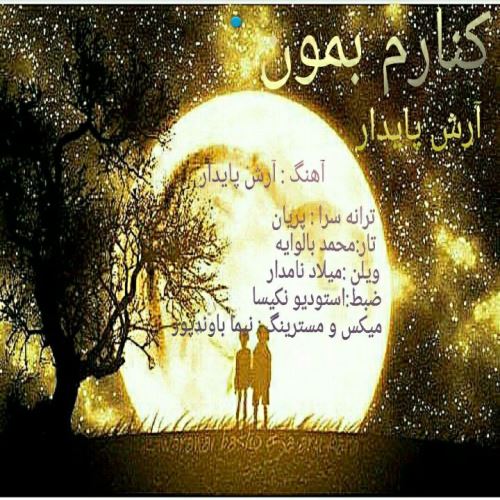 کنارم بمون
آرش پایدار
آهنگ : آرش پایدار
ترانه سرا : پریان
تار:محمد بالوایه
ویلن :میلاد نامدار
ضبط:استودیو نکیسا
میکس و مسترینگ: نیما باوندپور